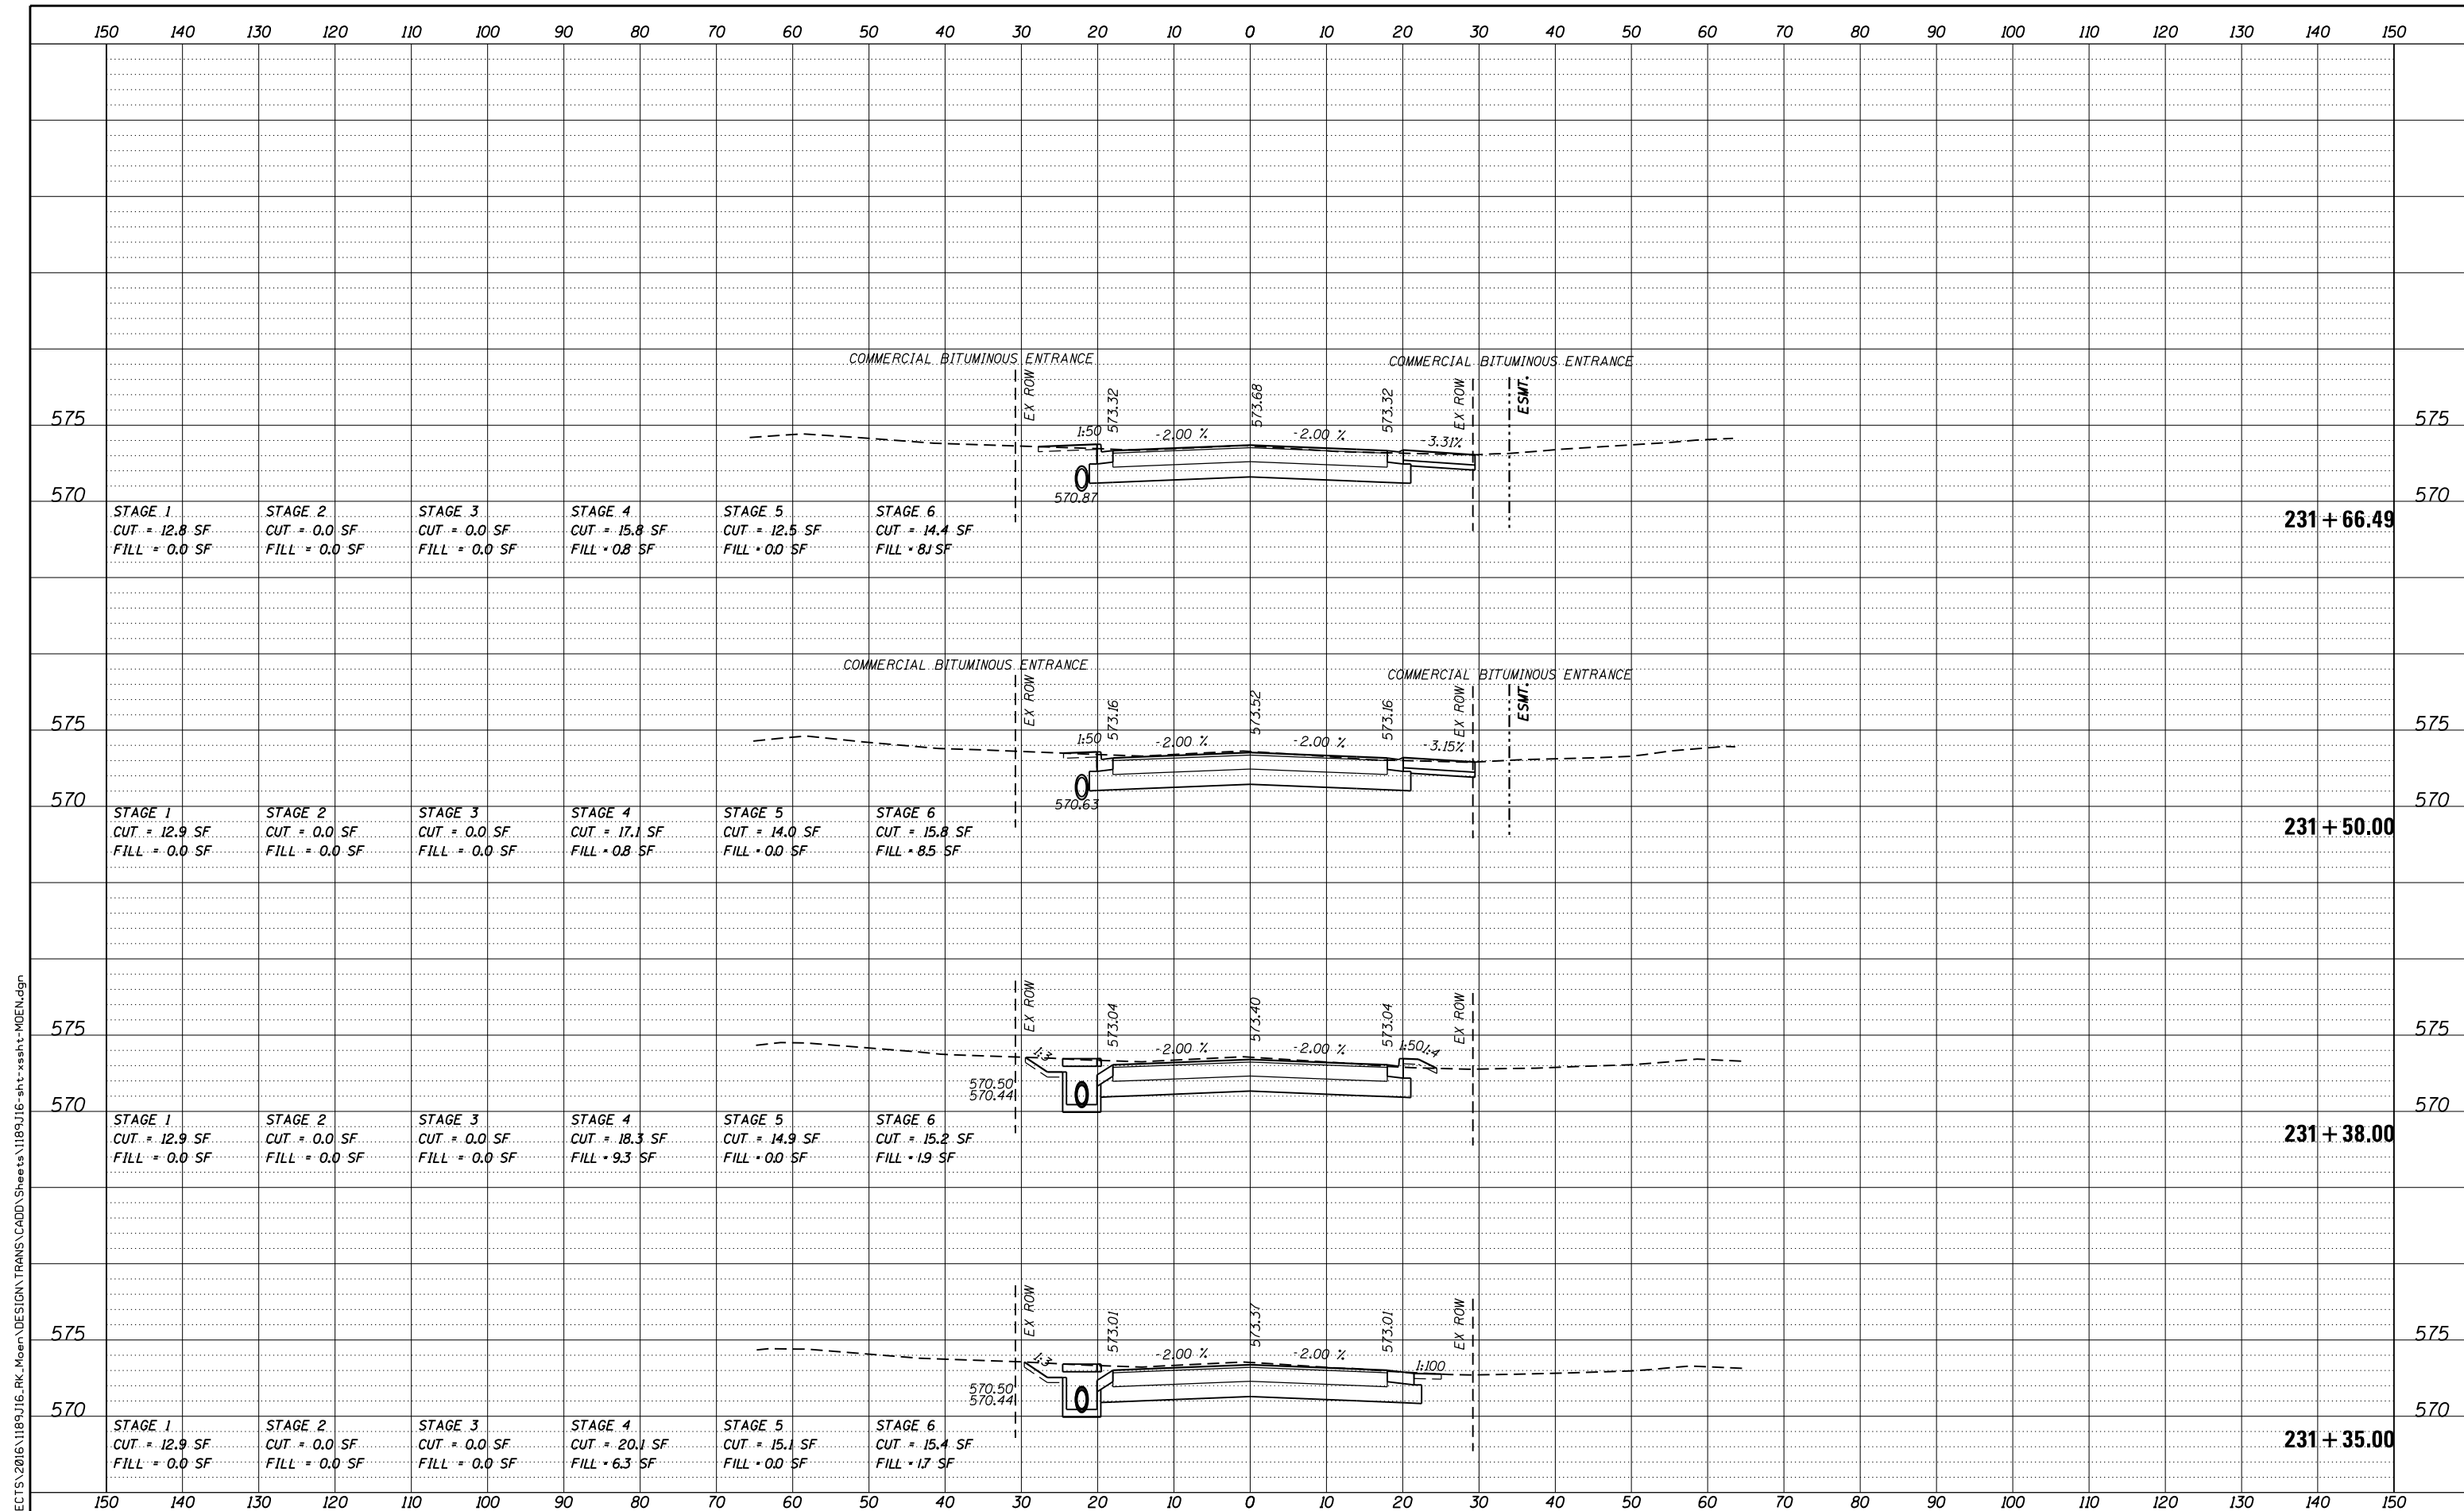 150 140 130 120 110 100 90 80 70 60 50 40 30 20 10 0 10 20 30 40 50 60 70 80 90 100 110 120 130 140 150
COMMERCIAL BITUMINOUS ENTRANCE
COMMERCIAL BITUMINOUS ENTRANCE
EX ROW
573.32
573.68
573.32
EX ROW
ESMT.
575
1:50
-2.00 %
-2.00 %
-3.31%
575
570
570.87
570
STAGE 1 STAGE 2 STAGE 3 STAGE 4 STAGE 5 STAGE 6
CUT = 12.8 SF CUT = 0.0 SF CUT = 0.0 SF CUT = 15.8 SF CUT = 12.5 SF CUT = 14.4 SF
FILL = 0.0 SF FILL = 0.0 SF FILL = 0.0 SF FILL = 0.8 SF FILL = 0.0 SF FILL = 8.1 SF
231 + 66.49
COMMERCIAL BITUMINOUS ENTRANCE
COMMERCIAL BITUMINOUS ENTRANCE
EX ROW
573.16
573.52
573.16
EX ROW
ESMT.
575
1:50
-2.00 %
-2.00 %
-3.15%
575
570
570.63
570
STAGE 1 STAGE 2 STAGE 3 STAGE 4 STAGE 5 STAGE 6
CUT = 12.9 SF CUT = 0.0 SF CUT = 0.0 SF CUT = 17.1 SF CUT = 14.0 SF CUT = 15.8 SF
FILL = 0.0 SF FILL = 0.0 SF FILL = 0.0 SF FILL = 0.8 SF FILL = 0.0 SF FILL = 8.5 SF
231 + 50.00
EX ROW
573.04
573.40
573.04
EX ROW
575
1:3
-2.00 %
-2.00 %
1:50
1:4
575
570.50
570.44
570
570
STAGE 1 STAGE 2 STAGE 3 STAGE 4 STAGE 5 STAGE 6
CUT = 12.9 SF CUT = 0.0 SF CUT = 0.0 SF CUT = 18.3 SF CUT = 14.9 SF CUT = 15.2 SF
FILL = 0.0 SF FILL = 0.0 SF FILL = 0.0 SF FILL = 9.3 SF FILL = 0.0 SF FILL = 1.9 SF
231 + 38.00
EX ROW
573.01
573.37
573.01
EX ROW
575
1:3
-2.00 %
-2.00 %
1:100
575
570.50
570.44
570
570
STAGE 1 STAGE 2 STAGE 3 STAGE 4 STAGE 5 STAGE 6
CUT = 12.9 SF CUT = 0.0 SF CUT = 0.0 SF CUT = 20.1 SF CUT = 15.1 SF CUT = 15.4 SF
FILL = 0.0 SF FILL = 0.0 SF FILL = 0.0 SF FILL = 6.3 SF FILL = 0.0 SF FILL = 1.7 SF
231 + 35.00
150 140 130 120 110 100 90 80 70 60 50 40 30 20 10 0 10 20 30 40 50 60 70 80 90 100 110 120 130 140 150
ECTS\2016\1189J16_RK_Moen\DESIGN\TRANS\CADD\Sheets\1189J16-sht-xssht-MOEN.dgn